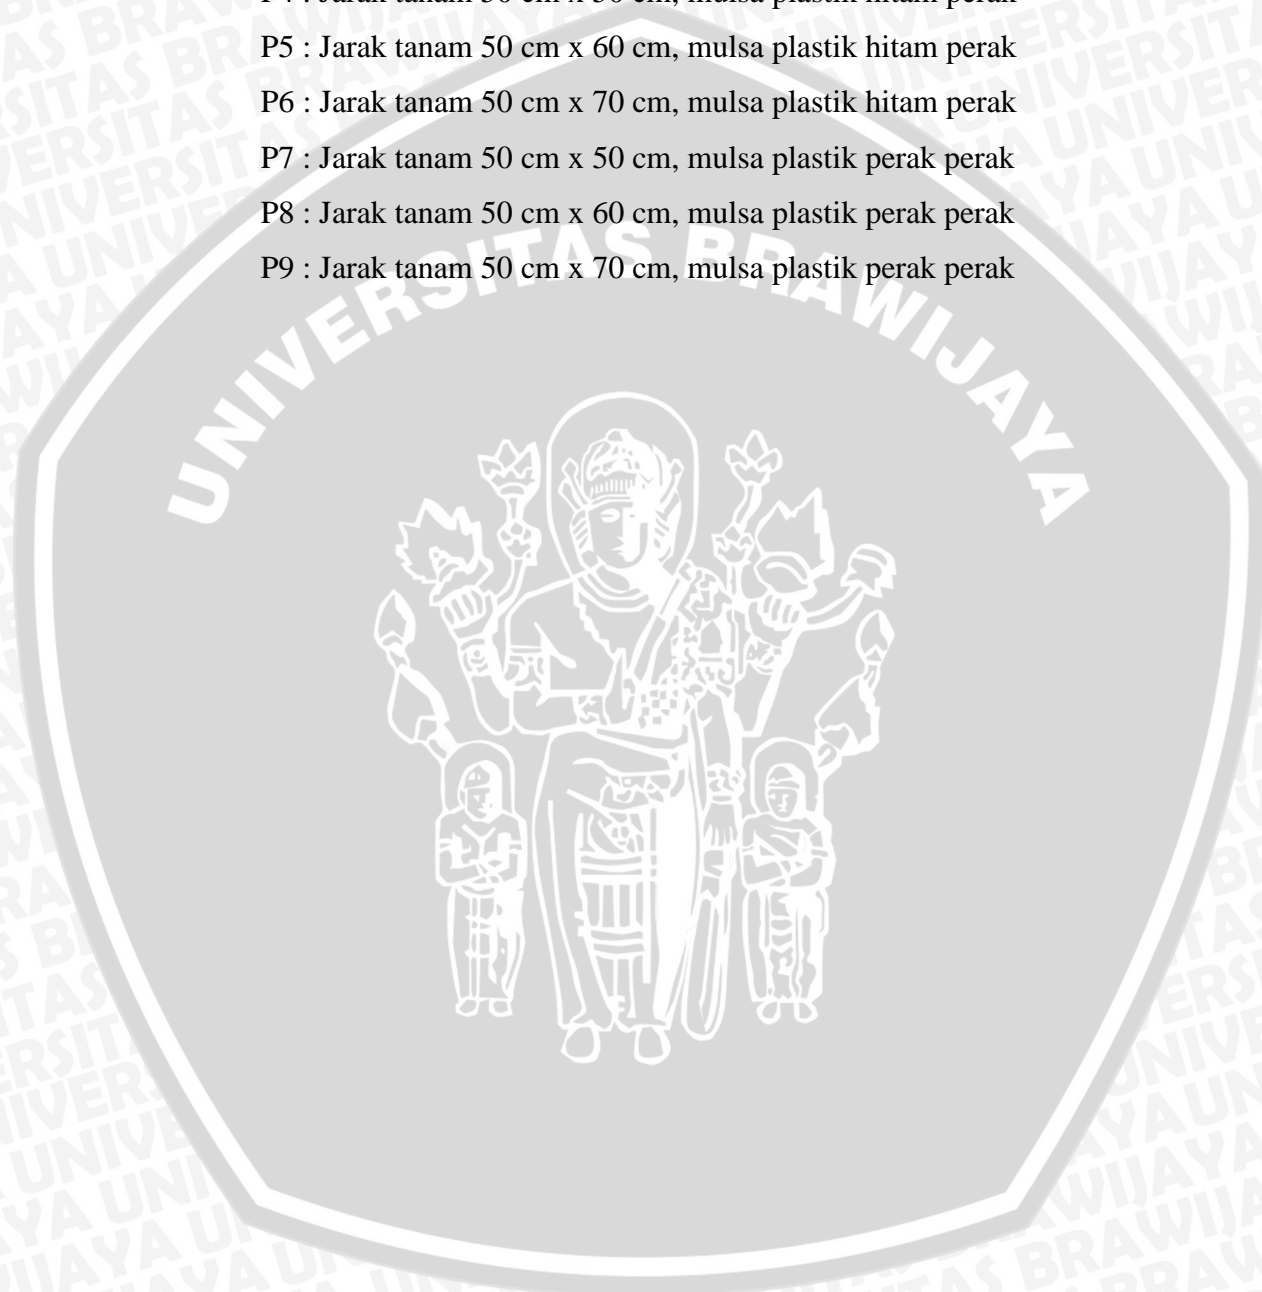 P5 : Jarak tanam 50 cm x 60 cm, mulsa plastik hitam perak
P6 : Jarak tanam 50 cm x 70 cm, mulsa plastik hitam perak
P7 : Jarak tanam 50 cm x 50 cm, mulsa plastik perak perak
P8 : Jarak tanam 50 cm x 60 cm, mulsa plastik perak perak
P9 : Jarak tanam 50 cm x 70 cm, mulsa plastik perak perak
UNIVERSITAS BRAWIJAYA